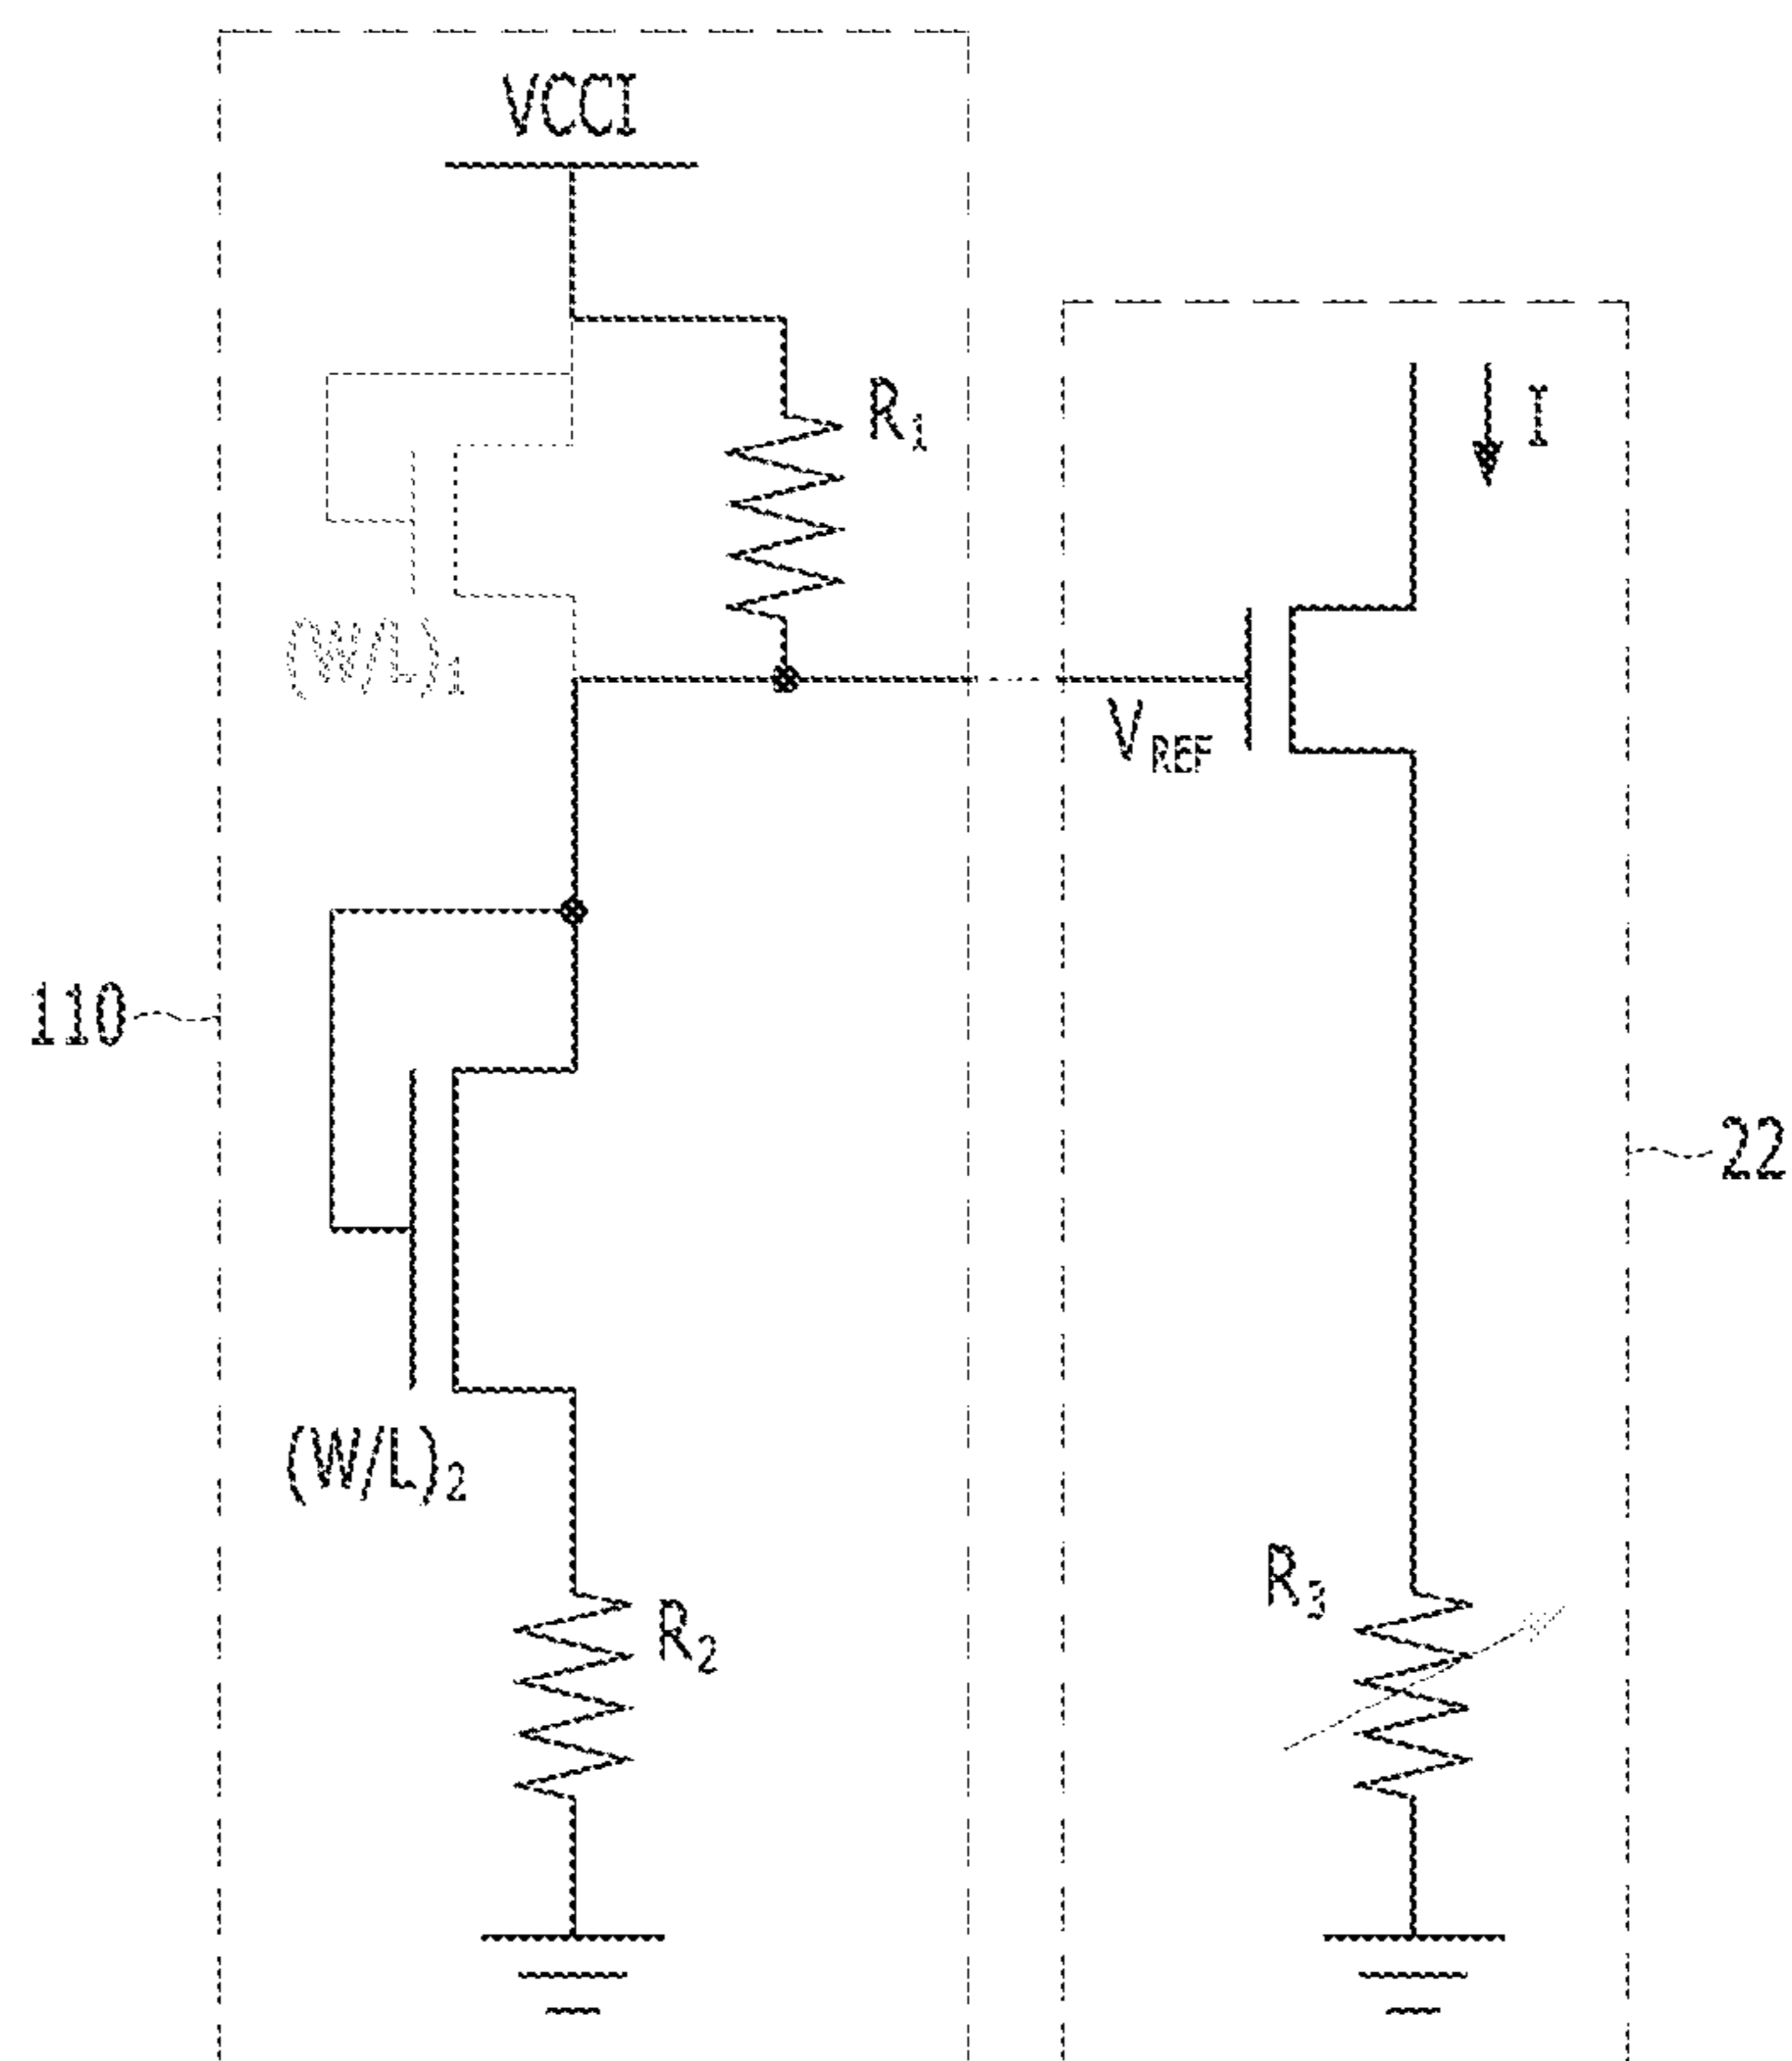 VCCI
R1
I
(W/L)1
VREF
110
22
(W/L)2
R3
R2